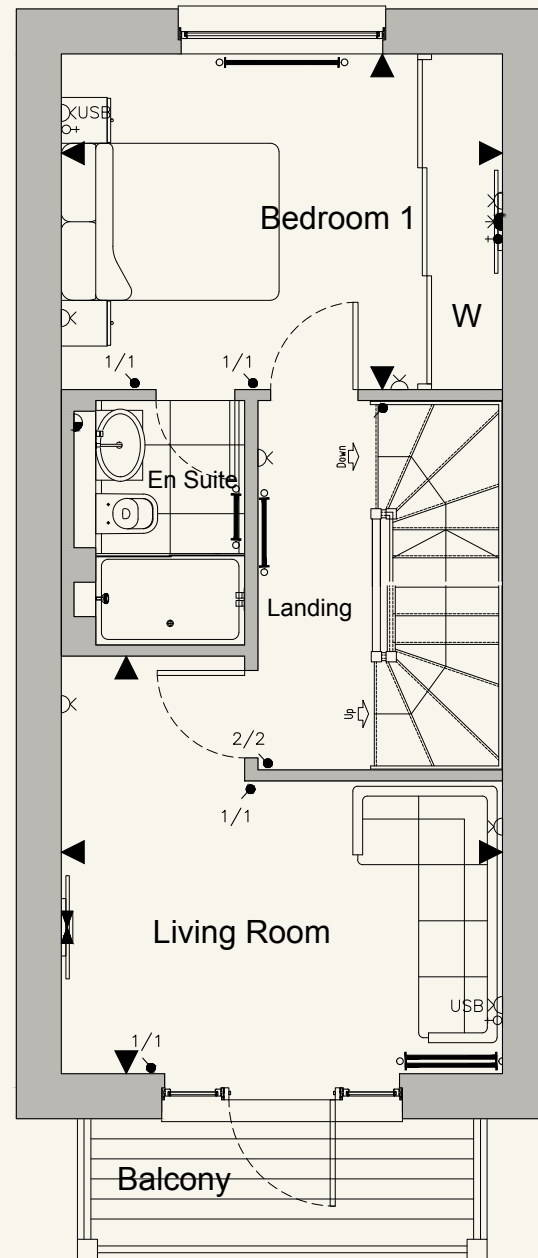 USB
Bedroom 1
W
1/1
1/1
Down
En Suite
Landing
Up
2/2
1/1
Living Room
USB
1/1
Balcony